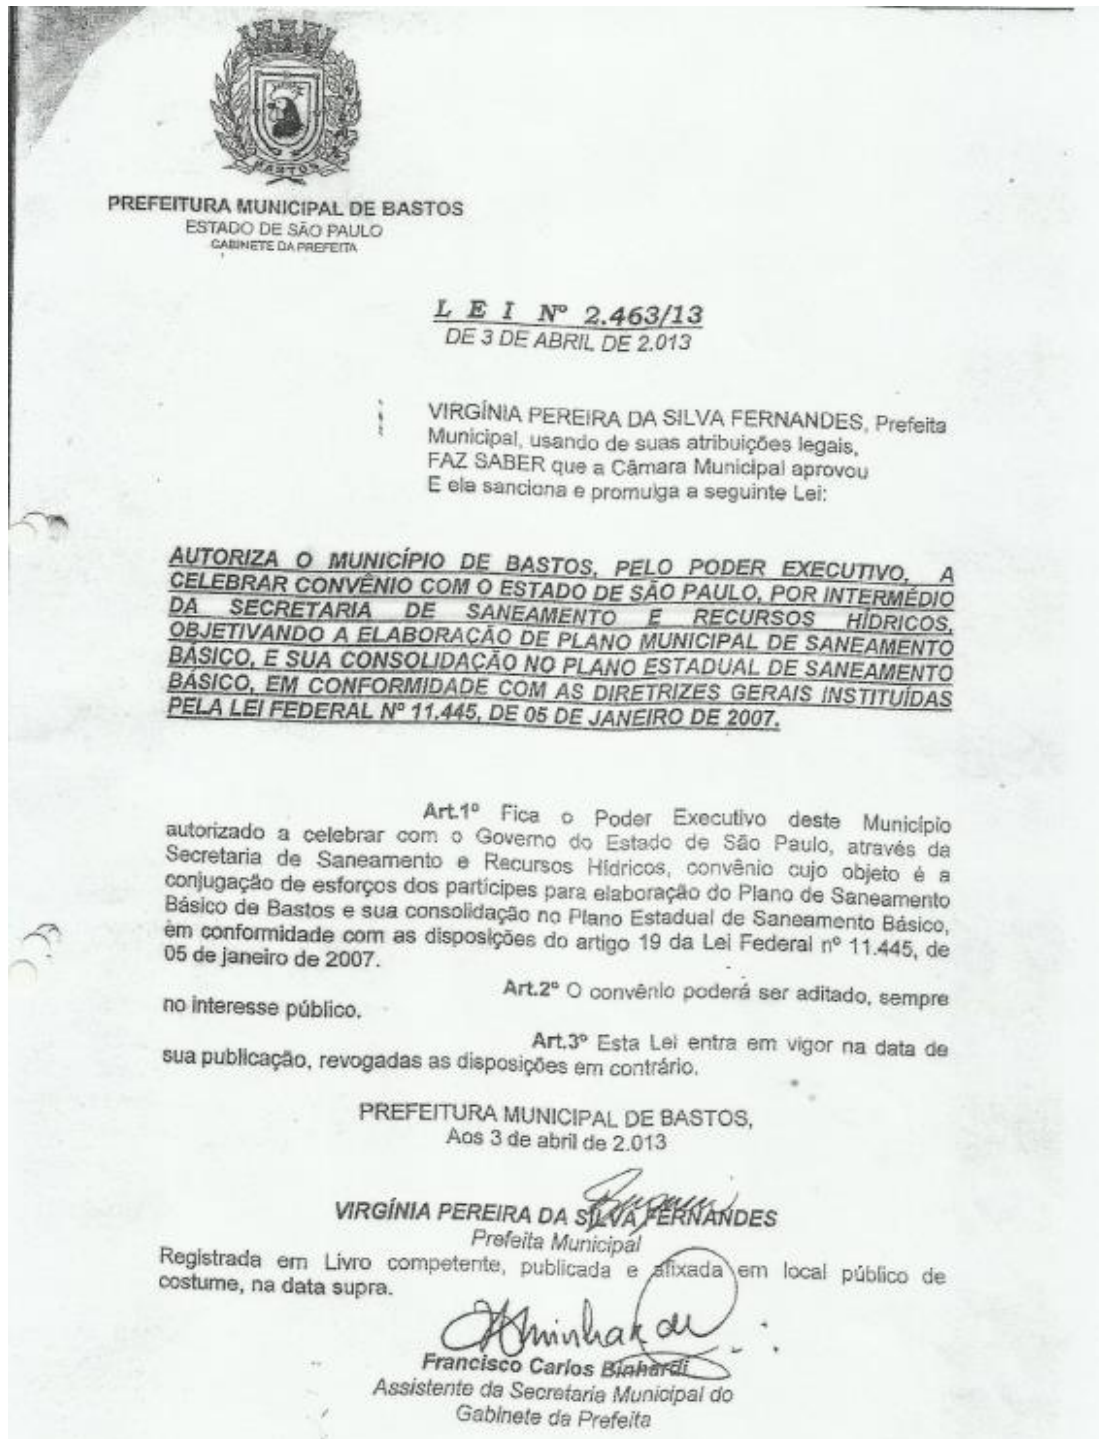 BASTOS
PREFEITURA MUNICIPAL DE BASTOS
ESTADO DE SÃO PAULO
GABINETE DA PREFEITA
L E I Nº 2.463/13
DE 3 DE ABRIL DE 2.013
VIRGÍNIA PEREIRA DA SILVA FERNANDES, Prefeita
Municipal, usando de suas atribuições legais,
FAZ SABER que a Câmara Municipal aprovou
E ela sanciona e promulga a seguinte Lei:
AUTORIZA O MUNICÍPIO DE BASTOS, PELO PODER EXECUTIVO, A
CELEBRAR CONVÊNIO COM O ESTADO DE SÃO PAULO, POR INTERMÉDIO
DA SECRETARIA DE SANEAMENTO E RECURSOS HÍDRICOS,
OBJETIVANDO A ELABORAÇÃO DE PLANO MUNICIPAL DE SANEAMENTO
BÁSICO, E SUA CONSOLIDAÇÃO NO PLANO ESTADUAL DE SANEAMENTO
BÁSICO, EM CONFORMIDADE COM AS DIRETRIZES GERAIS INSTITUÍDAS
PELA LEI FEDERAL Nº 11.445, DE 05 DE JANEIRO DE 2007.
Art.1º Fica o Poder Executivo deste Município
autorizado a celebrar com o Governo do Estado de São Paulo, através da
Secretaria de Saneamento e Recursos Hídricos, convênio cujo objeto é a
conjugação de esforços dos partícipes para elaboração do Plano de Saneamento
Básico de Bastos e sua consolidação no Plano Estadual de Saneamento Básico,
em conformidade com as disposições do artigo 19 da Lei Federal nº 11.445, de
05 de janeiro de 2007.
Art.2º O convênio poderá ser aditado, sempre
no interesse público.
Art.3º Esta Lei entra em vigor na data de
sua publicação, revogadas as disposições em contrário.
PREFEITURA MUNICIPAL DE BASTOS,
Aos 3 de abril de 2.013
VIRGÍNIA PEREIRA DA SILVA FERNANDES
Prefeita Municipal
Registrada em Livro competente, publicada e afixada em local público de
costume, na data supra.
Francisco Carlos Binhardi
Assistente da Secretaria Municipal do
Gabinete da Prefeita